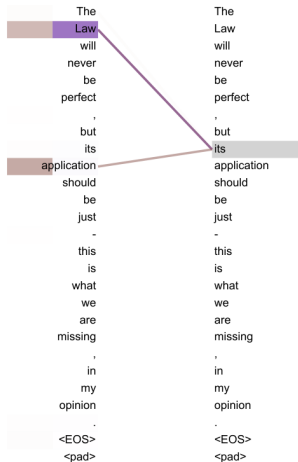 The The
Law Law
will will
never never
be be
perfect perfect
, ,
but but
its its
application application
should should
be be
just just
- -
this this
is is
what what
we we
are are
missing missing
, ,
in in
my my
opinion opinion
. .
<EOS> <EOS>
<pad> <pad>